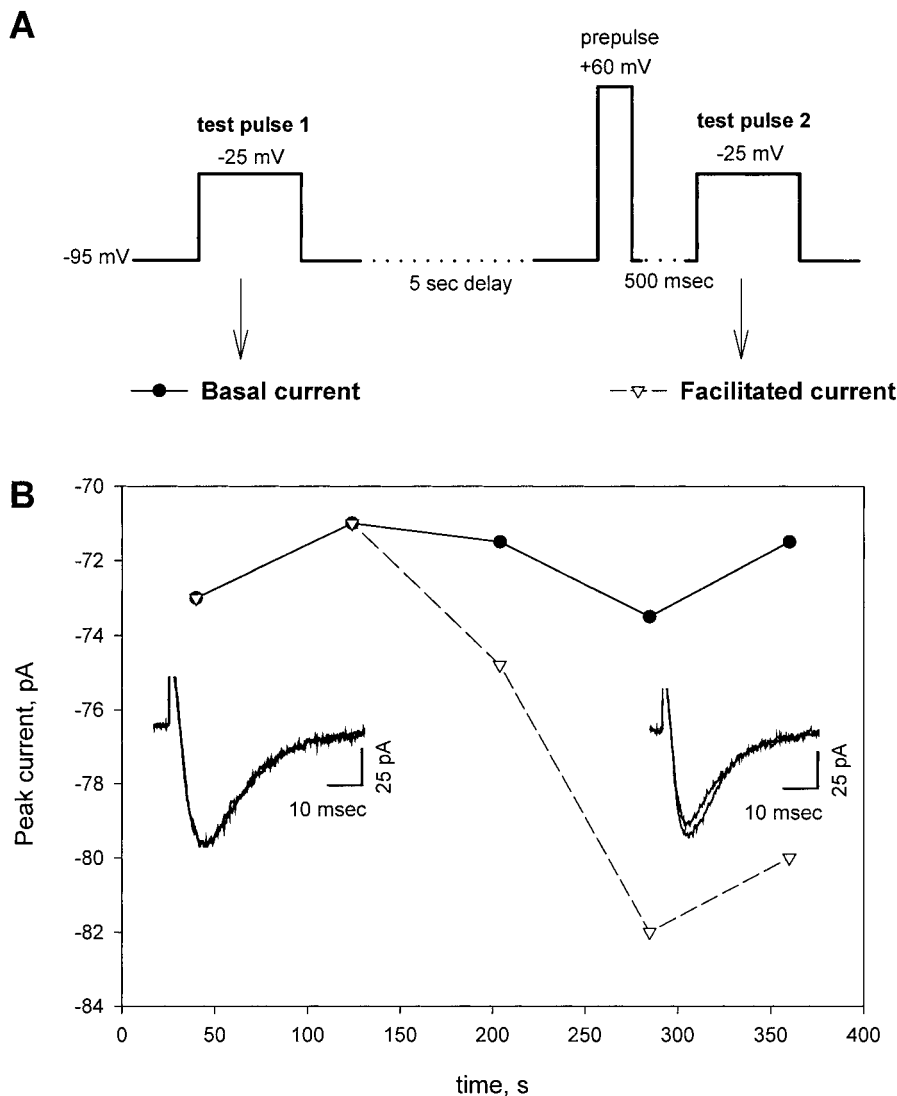 A
prepulse
+60 mV
test pulse 1
-25 mV
test pulse 2
-25 mV
-95 mV
5 sec delay
500 msec
Basal current
Facilitated current
B
-70
-72
-74
-76
-78
-80
-82
-84
Peak current, pA
25 pA
10 msec
25 pA
10 msec
0
50
100
150
200
250
300
350
400
time, s